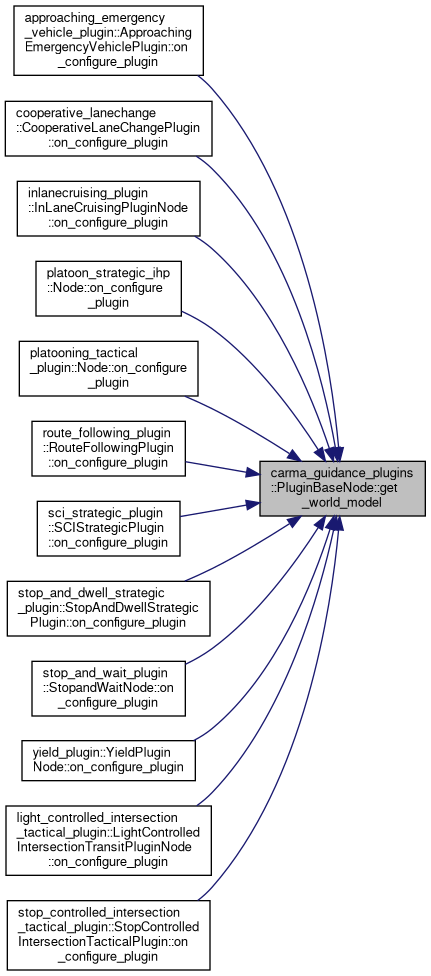 approaching_emergency
_vehicle_plugin::Approaching
EmergencyVehiclePlugin::on
_configure_plugin
cooperative_lanechange
::CooperativeLaneChangePlugin
::on_configure_plugin
inlanecruising_plugin
::InLaneCruisingPluginNode
::on_configure_plugin
platoon_strategic_ihp
::Node::on_configure
_plugin
platooning_tactical
_plugin::Node::on_configure
_plugin
route_following_plugin
::RouteFollowingPlugin
::on_configure_plugin
carma_guidance_plugins
::PluginBaseNode::get
_world_model
sci_strategic_plugin
::SCIStrategicPlugin
::on_configure_plugin
stop_and_dwell_strategic
_plugin::StopAndDwellStrategic
Plugin::on_configure_plugin
stop_and_wait_plugin
::StopandWaitNode::on
_configure_plugin
yield_plugin::YieldPlugin
Node::on_configure_plugin
light_controlled_intersection
_tactical_plugin::LightControlled
IntersectionTransitPluginNode
::on_configure_plugin
stop_controlled_intersection
_tactical_plugin::StopControlled
IntersectionTacticalPlugin::on
_configure_plugin